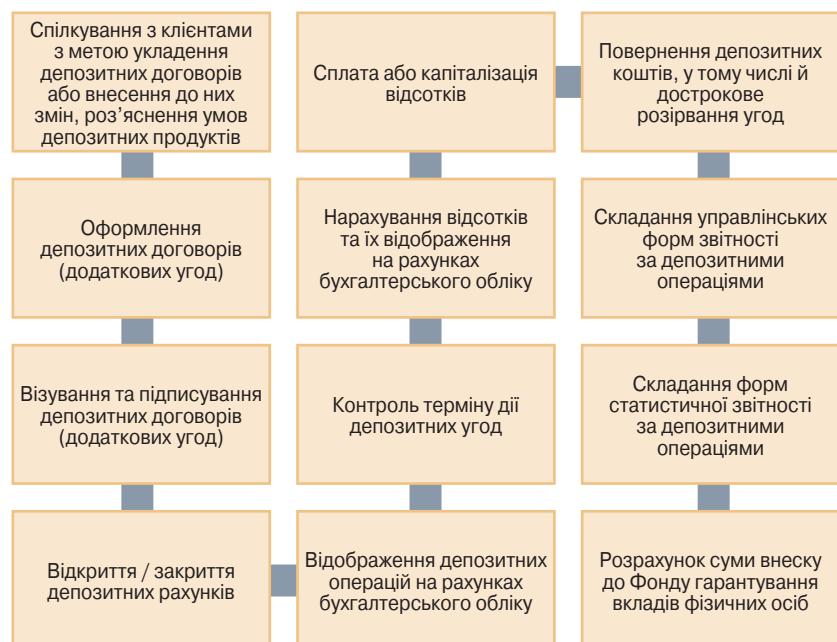 Спілкування з клієнтами
з метою укладення
депозитних договорів
або внесення до них
змін, роз’яснення умов
депозитних продуктів
Оформлення
депозитних договорів
(додаткових угод)
Візування та підписування
депозитних договорів
(додаткових угод)
Відкриття / закриття
депозитних рахунків
Відображення депозитних
операцій на рахунках
бухгалтерського обліку
Контроль терміну дії
депозитних угод
Нарахування відсотків
та їх відображення
на рахунках
бухгалтерського обліку
Сплата або капіталізація
відсотків
Повернення депозитних
коштів, у тому числі й
дострокове
розірвання угод
Складання управлінських
форм звітності
за депозитними
операціями
Складання форм
статистичної звітності
за депозитними
операціями
Розрахунок суми внеску
до Фонду гарантування
вкладів фізичних осіб